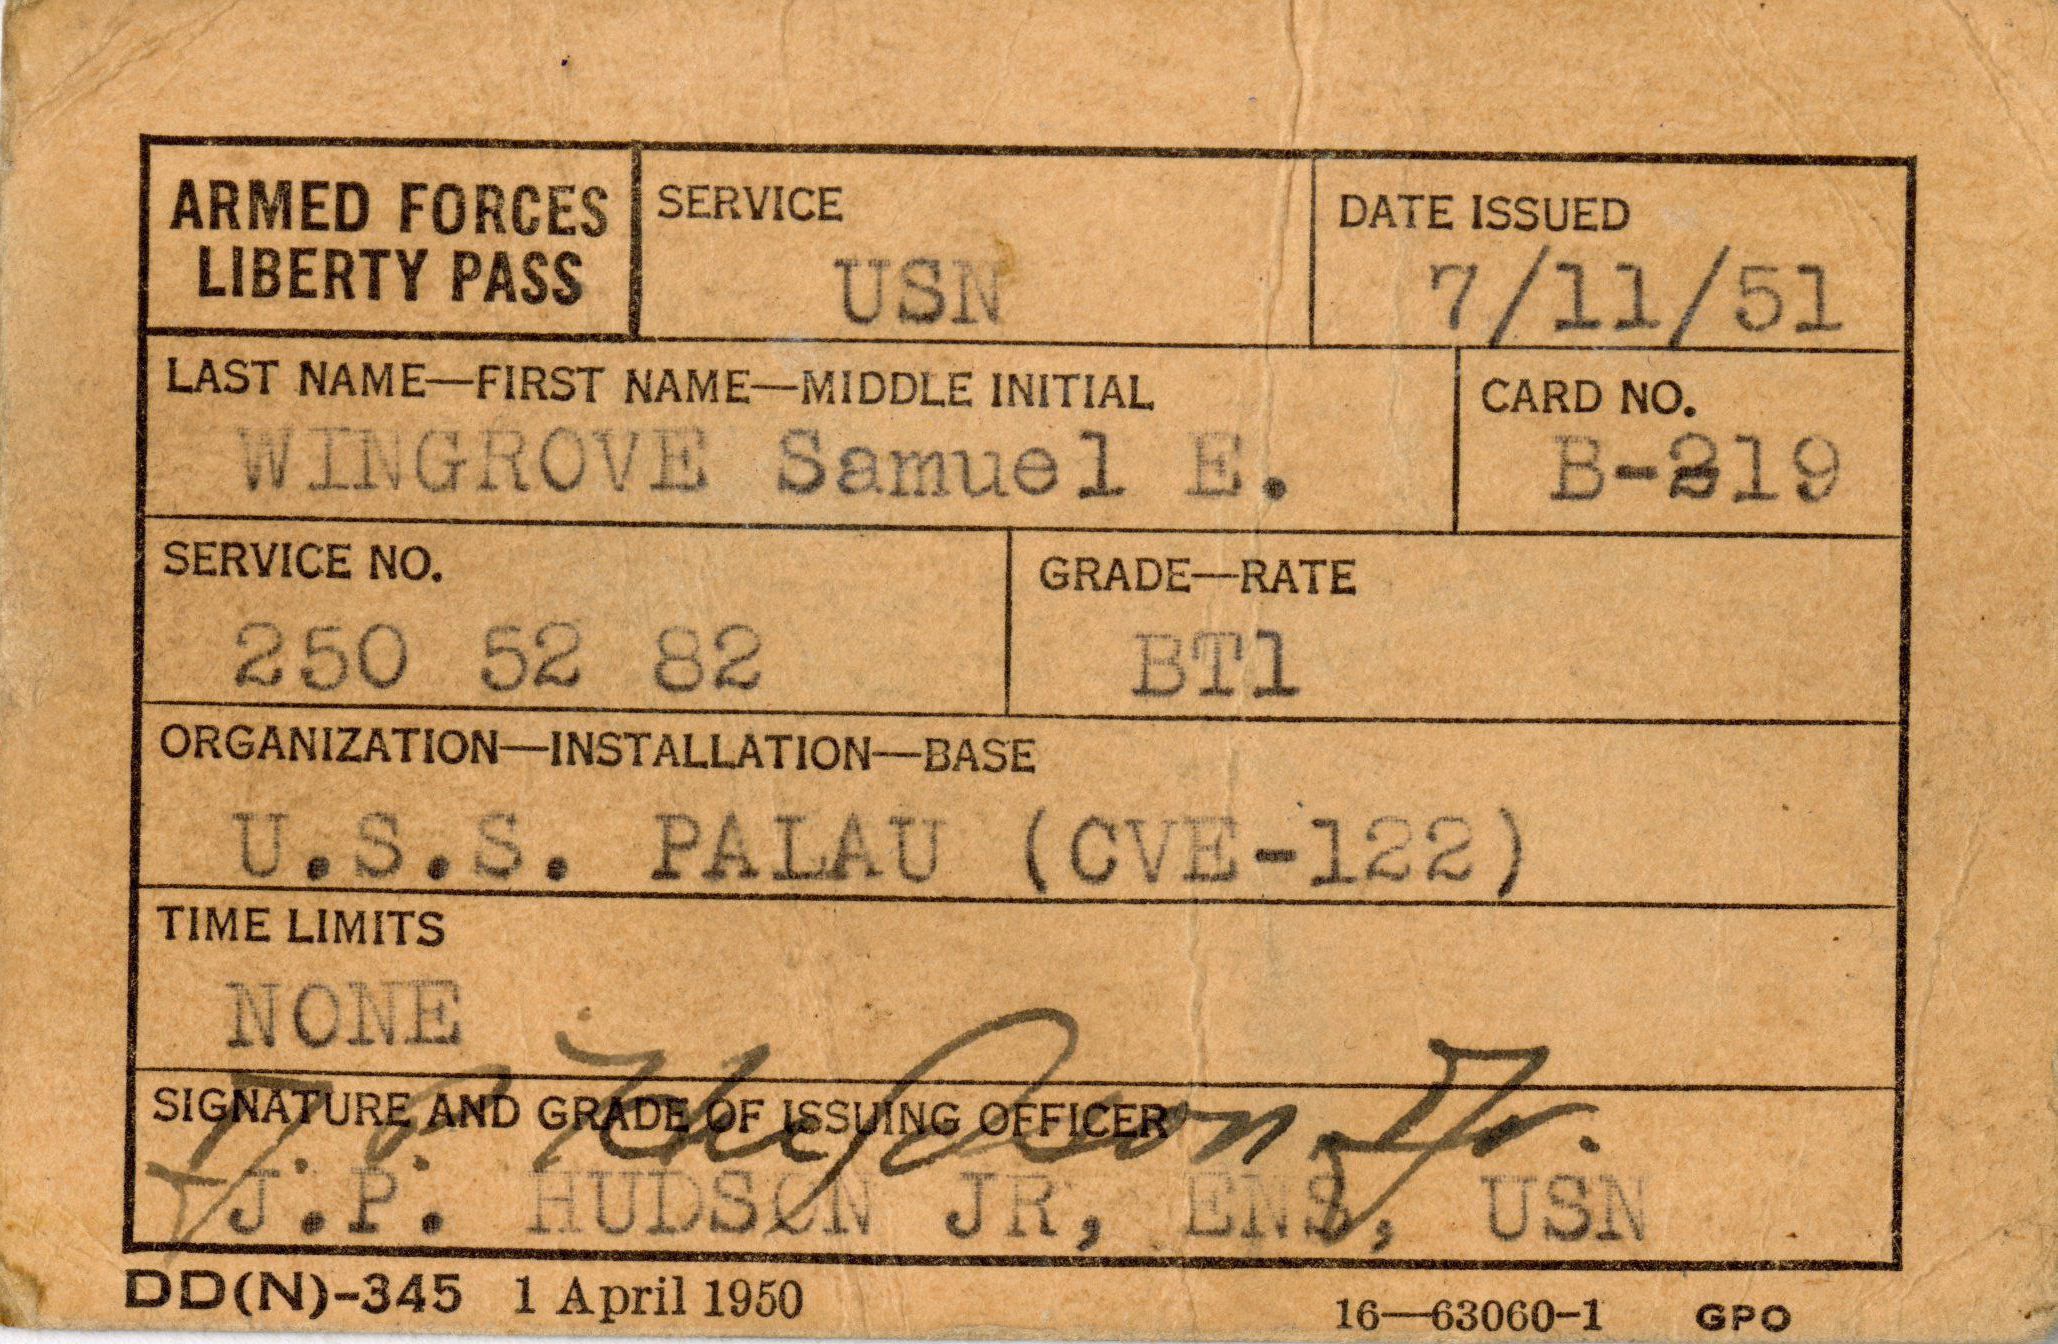 ARMED FORCES
LIBERTY PASS
SERVICE
USN
DATE ISSUED
7/11/51
LAST NAME—FIRST NAME—MIDDLE INITIAL
WINGROVE Samuel E.
CARD NO.
B-219
SERVICE NO.
250 52 82
GRADE—RATE
BT1
ORGANIZATION—INSTALLATION—BASE
U.S.S. PALAU (CVE-122)
TIME LIMITS
NONE
SIGNATURE AND GRADE OF ISSUING OFFICER
J. P. Hudson, Jr.
J.P. HUDSON JR, ENS, USN
DD(N)-345 1 April 1950
16—63060-1 GPO